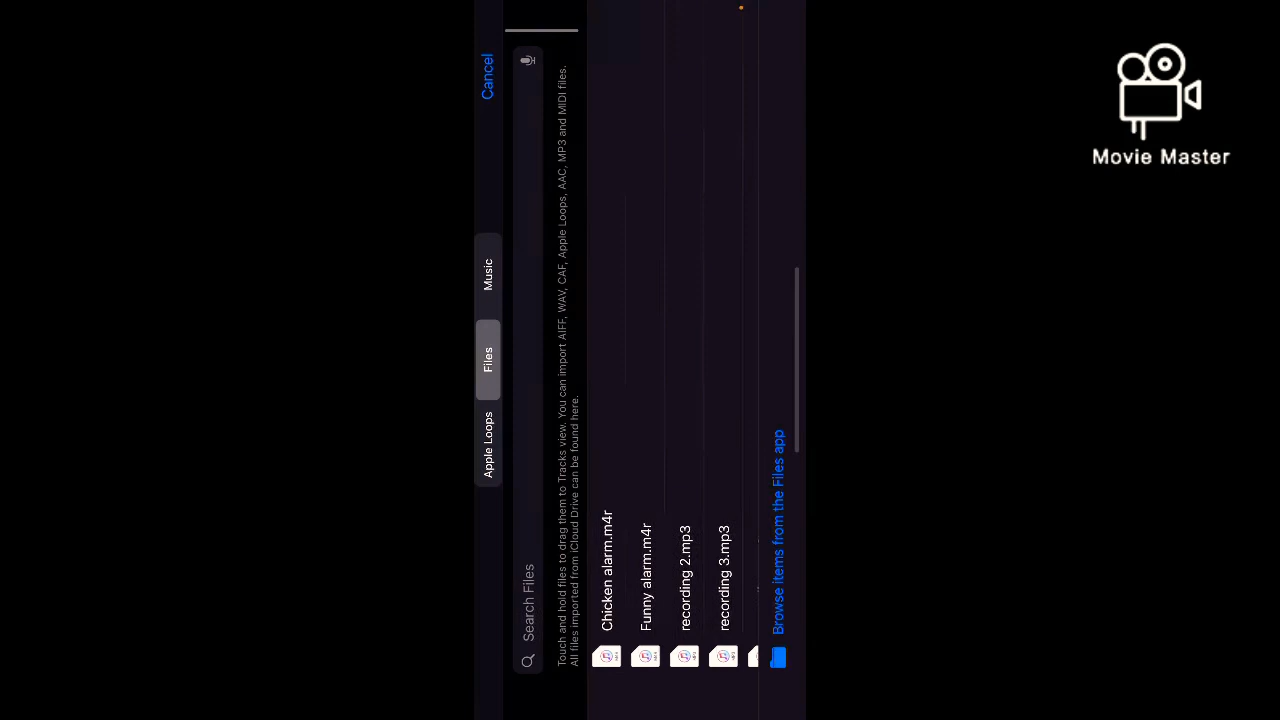 Cancel
Apple Loops
Files
Music
Search Files
Touch and hold files to drag them to Tracks view. You can import AIFF, WAV, CAF, Apple Loops, AAC, MP3 and MIDI files.
All files imported from iCloud Drive can be found here.
Chicken alarm.m4r
Funny alarm.m4r
recording 2.mp3
recording 3.mp3
Browse items from the Files app
Movie Master